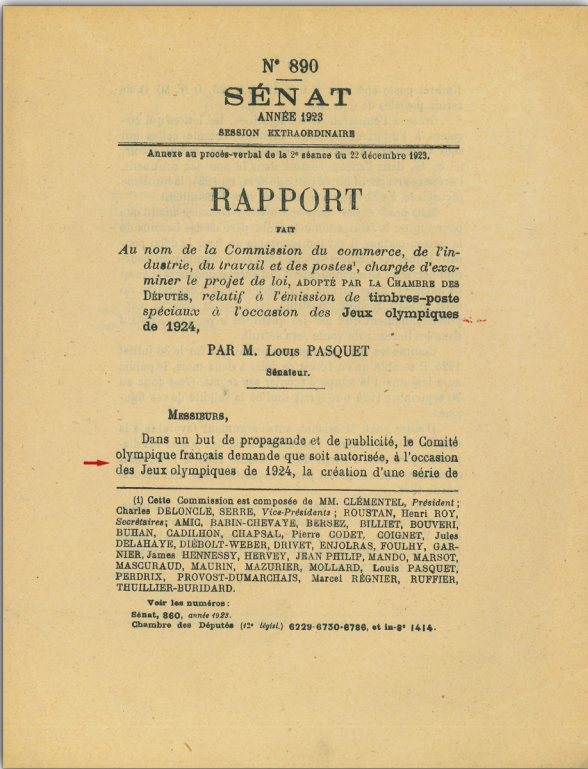 N° 890
SÉNAT
ANNÉE 1923
SESSION EXTRAORDINAIRE
Annexe au procès-verbal de la 2e séance du 22 décembre 1923.
RAPPORT
FAIT
Au nom de la Commission du commerce, de l'in-
dustrie, du travail et des postes¹, chargée d'exa-
miner le projet de loi, ADOPTÉ PAR LA CHAMBRE DES
DÉPUTÉS, relatif à l'émission de timbres-poste
spéciaux à l'occasion des Jeux olympiques
de 1924,
PAR M. LOUIS PASQUET
Sénateur.
MESSIEURS,
Dans un but de propagande et de publicité, le Comité
olympique français demande que soit autorisée, à l'occasion
des Jeux olympiques de 1924, la création d'une série de
(1) Cette Commission est composée de MM. CLÉMENTEL, Président ;
Charles DELONCLE, SERRE, Vice-Présidents ; ROUSTAN, Henri ROY,
Secrétaires ; AMIC, BABIN-CHEVAYE, BERSEZ, BILLIET, BOUVERI,
BUHAN, CADILHON, CHAPSAL, Pierre CODET, COIGNET, Jules
DELAHAYE, DIÉBOLT-WEBER, DRIVET, ENJOLRAS, FOULHY, GAR-
NIER, James HENNESSY, HERVEY, JEAN PHILIP, MANDO, MARSOT,
MASCURAUD, MAURIN, MAZURIER, MOLLARD, Louis PASQUET,
PERDRIX, PROVOST-DUMARCHAIS, Marcel RÉGNIER, RUFFIER,
THUILLIER-BURIDARD.
Voir les numéros :
Sénat, 860, année 1923.
Chambre des Députés (12e législ.) 6229-6730-6786, et in-8° 1414.